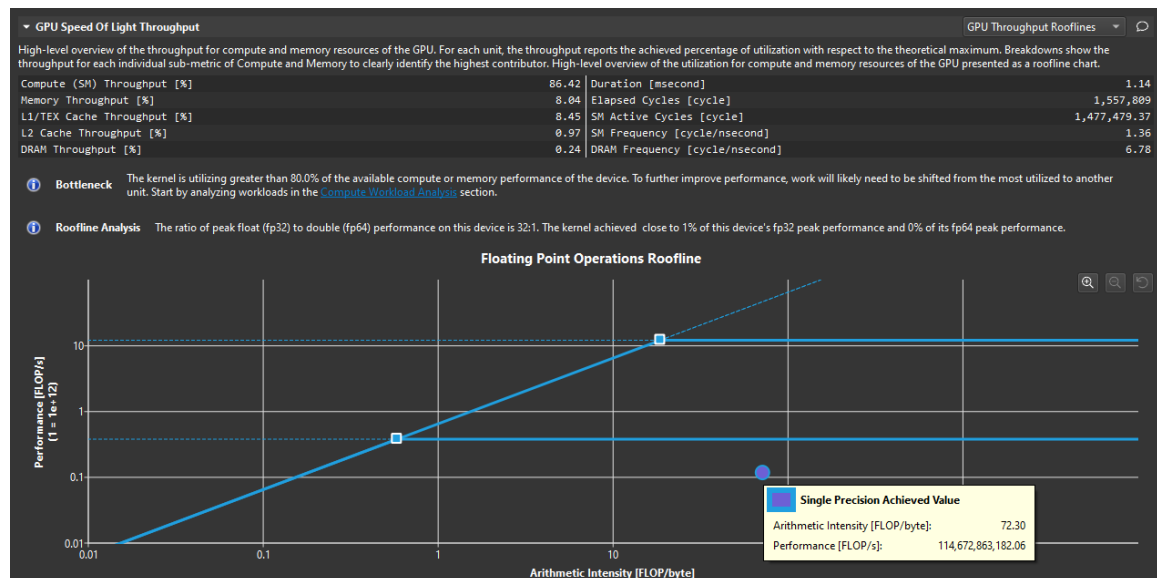 GPU Speed Of Light Throughput
GPU Throughput Rooflines
High-level overview of the throughput for compute and memory resources of the GPU. For each unit, the throughput reports the achieved percentage of utilization with respect to the theoretical maximum. Breakdowns show the
throughput for each individual sub-metric of Compute and Memory to clearly identify the highest contributor. High-level overview of the utilization for compute and memory resources of the GPU presented as a roofline chart.
Compute (SM) Throughput [%] 86.42 Duration [msecond] 1.14
Memory Throughput [%] 8.04 Elapsed Cycles [cycle] 1,557,809
L1/TEX Cache Throughput [%] 8.45 SM Active Cycles [cycle] 1,477,479.37
L2 Cache Throughput [%] 0.97 SM Frequency [cycle/nsecond] 1.36
DRAM Throughput [%] 0.24 DRAM Frequency [cycle/nsecond] 6.78
Bottleneck The kernel is utilizing greater than 80.0% of the available compute or memory performance of the device. To further improve performance, work will likely need to be shifted from the most utilized to another
unit. Start by analyzing workloads in the Compute Workload Analysis section.
Roofline Analysis The ratio of peak float (fp32) to double (fp64) performance on this device is 32:1. The kernel achieved close to 1% of this device's fp32 peak performance and 0% of its fp64 peak performance.
Floating Point Operations Roofline
Performance [FLOP/s]
(1 = 1e+12)
10
1
0.1
0.01
0.01 0.1 1 10
Arithmetic Intensity [FLOP/byte]
Single Precision Achieved Value
Arithmetic Intensity [FLOP/byte]: 72.30
Performance [FLOP/s]: 114,672,863,182.06